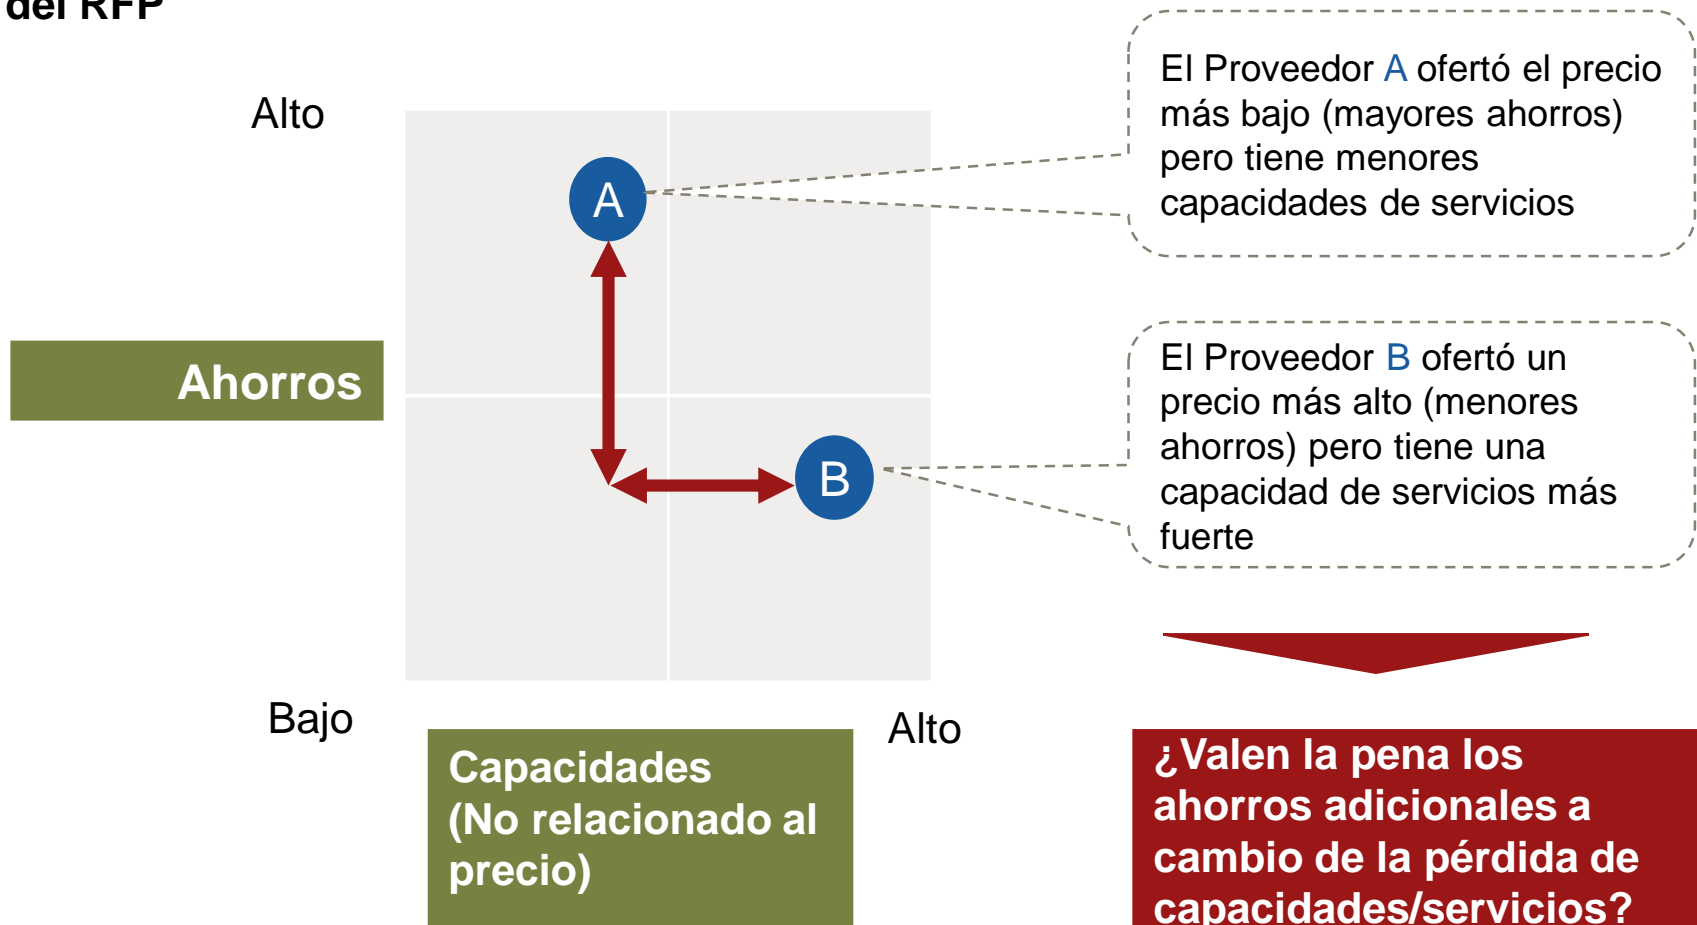 del RFP
Alto
A
Ahorros
B
Bajo
Alto
Capacidades
(No relacionado al
precio)
El Proveedor A ofertó el precio
más bajo (mayores ahorros)
pero tiene menores
capacidades de servicios
El Proveedor B ofertó un
precio más alto (menores
ahorros) pero tiene una
capacidad de servicios más
fuerte
¿Valen la pena los
ahorros adicionales a
cambio de la pérdida de
capacidades/servicios?